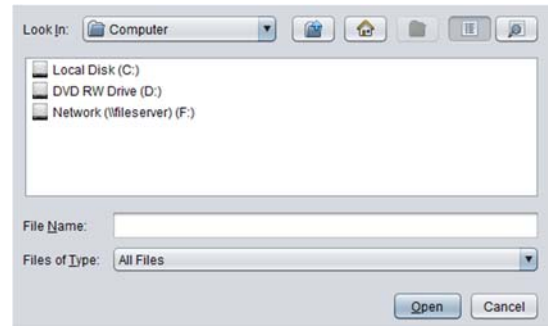 Look In: Computer
Local Disk (C:)
DVD RW Drive (D:)
Network (\\fileserver) (F:)
File Name:
Files of Type: All Files
Open Cancel